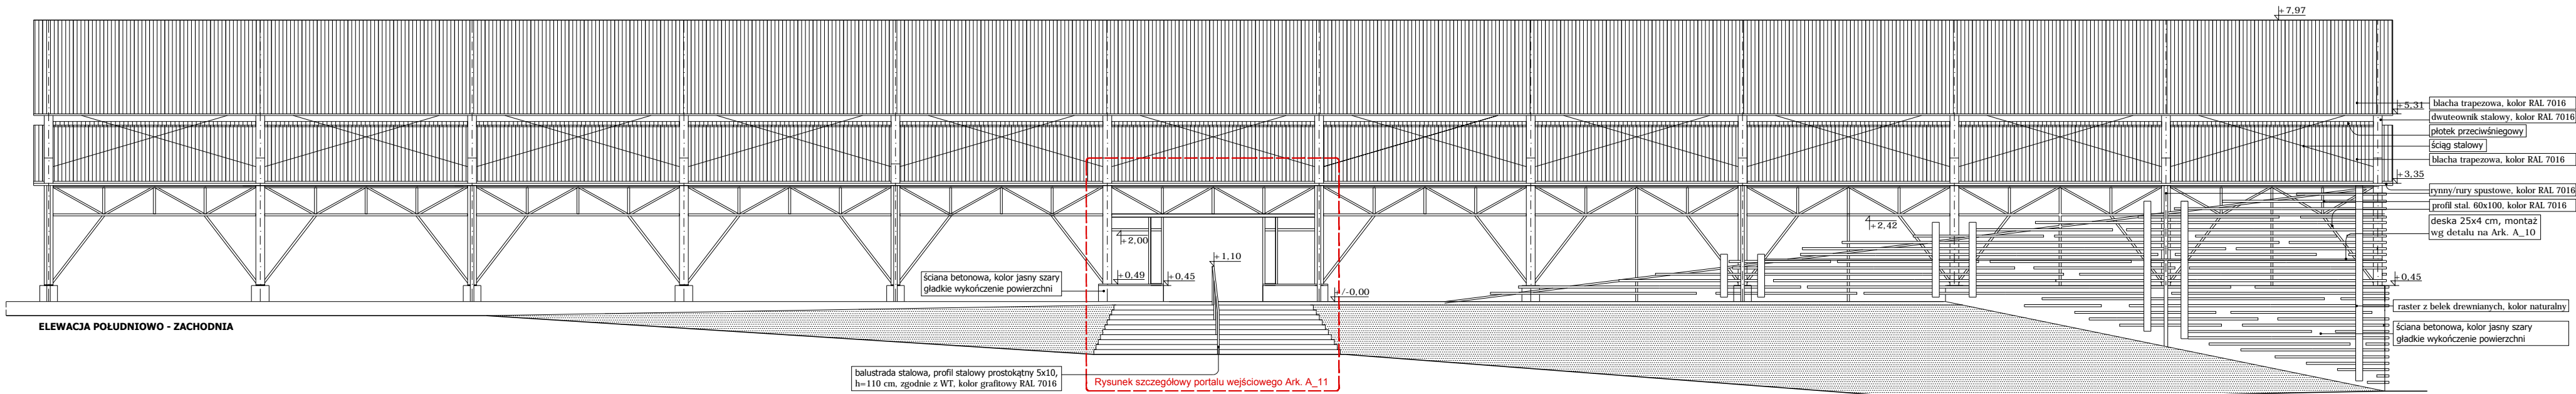 +7,97
+5,31
blacha trapezowa, kolor RAL 7016
dwuteownik stalowy, kolor RAL 7016
płotek przeciwśniegowy
ściąg stalowy
blacha trapezowa, kolor RAL 7016
+3,35
rynny/rury spustowe, kolor RAL 7016
profil stal. 60x100, kolor RAL 7016
deska 25x4 cm, montaż
wg detalu na Ark. A_10
+2,42
+2,00
+1,10
+0,49
+0,45
+0,45
+/-0,00
ściana betonowa, kolor jasny szary
gładkie wykończenie powierzchni
raster z belek drewnianych, kolor naturalny
ściana betonowa, kolor jasny szary
gładkie wykończenie powierzchni
ELEWACJA POŁUDNIOWO - ZACHODNIA
balustrada stalowa, profil stalowy prostokątny 5x10,
h=110 cm, zgodnie z WT, kolor grafitowy RAL 7016
Rysunek szczegółowy portalu wejściowego Ark. A_11